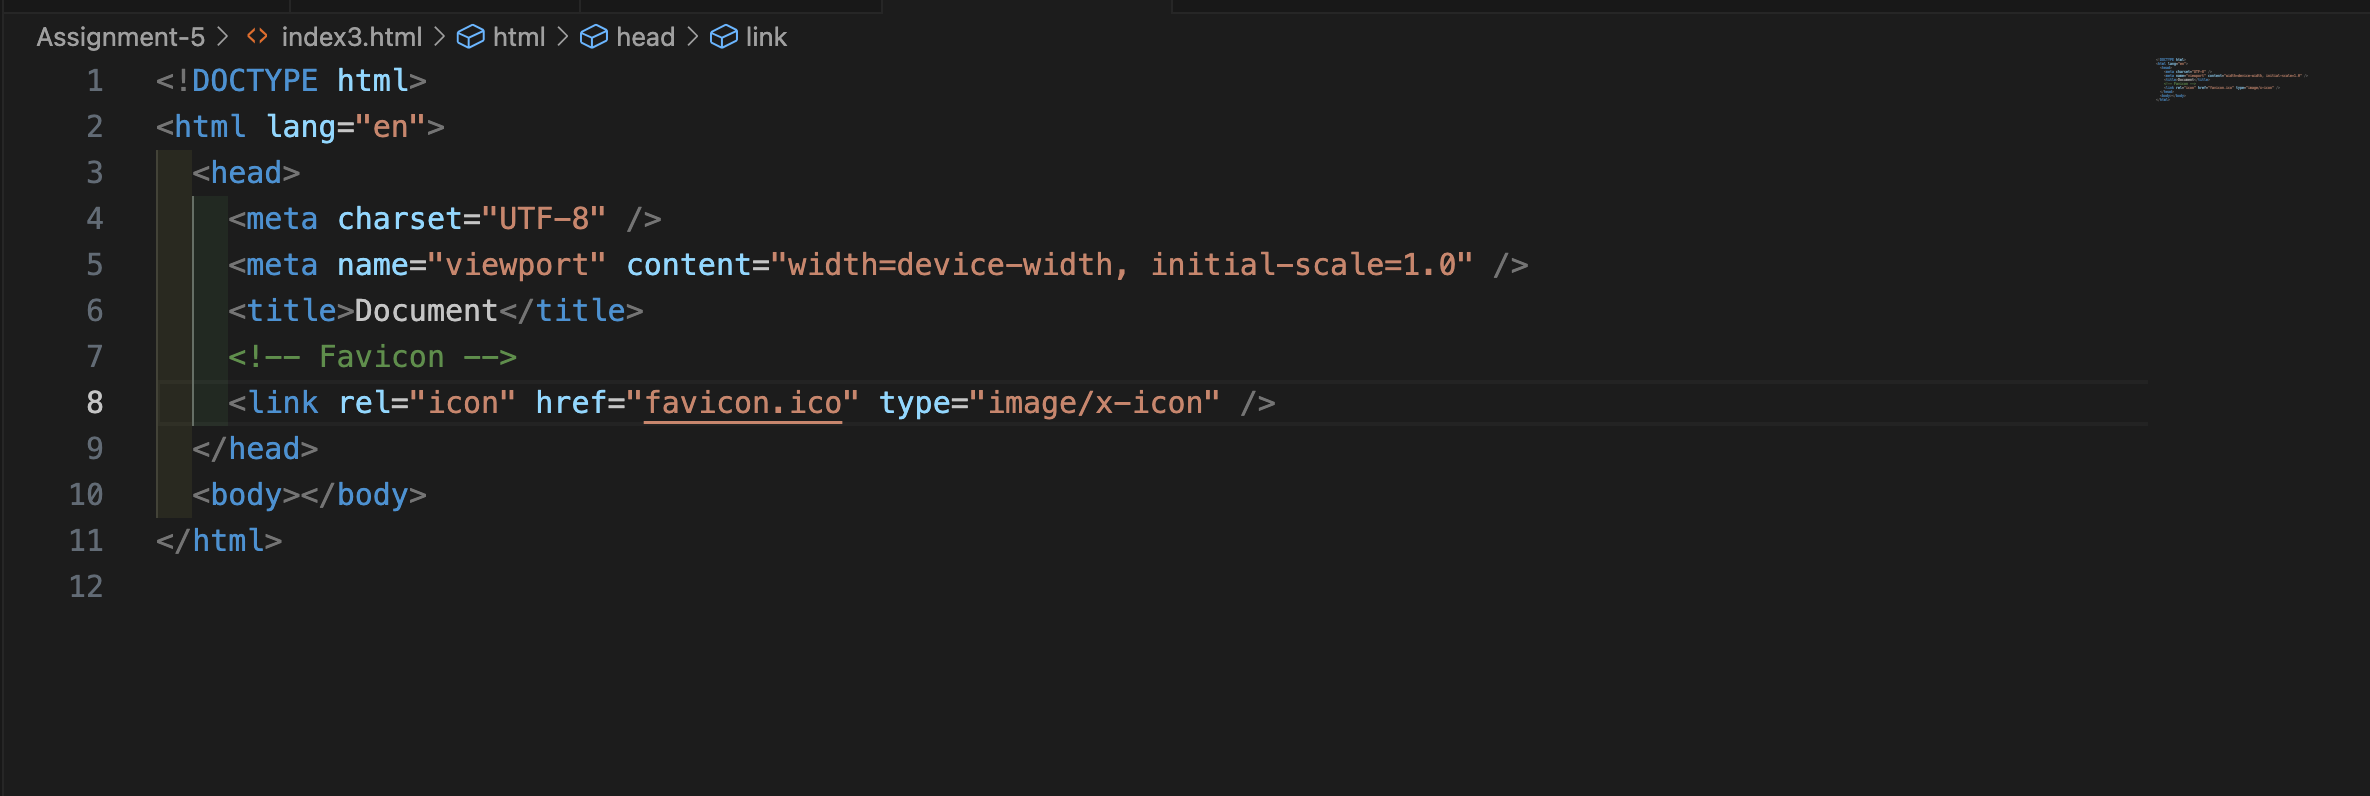 Assignment-5 > <> index3.html > html > head > link
1 <!DOCTYPE html>
2 <html lang="en">
3 <head>
4 <meta charset="UTF-8" />
5 <meta name="viewport" content="width=device-width, initial-scale=1.0" />
6 <title>Document</title>
7 <!-- Favicon -->
8 <link rel="icon" href="favicon.ico" type="image/x-icon" />
9 </head>
10 <body></body>
11 </html>
12